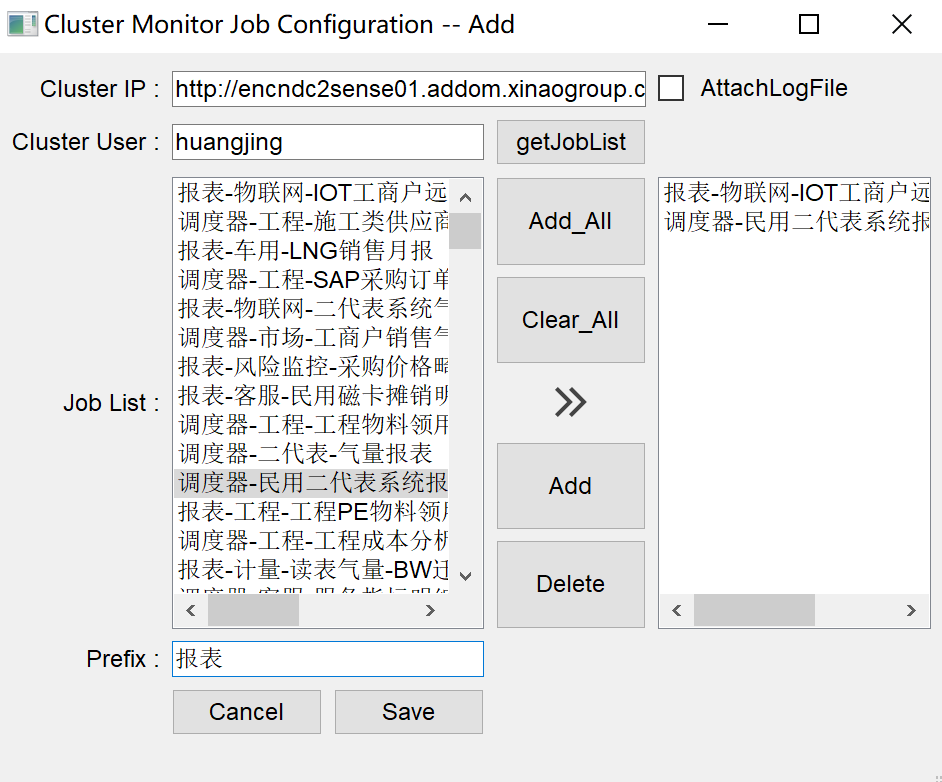 Cluster Monitor Job Configuration -- Add
Cluster IP : http://encndc2sense01.addom.xinaogroup.c AttachLogFile
Cluster User : huangjing getJobList
Job List :
报表-物联网-IOT工商户远
调度器-工程-施工类供应商
报表-车用-LNG销售月报
调度器-工程-SAP采购订单
报表-物联网-二代表系统气
调度器-市场-工商户销售气
报表-风险监控-采购价格畸
报表-客服-民用磁卡摊销明
调度器-工程-工程物料领用
调度器-二代表-气量报表
调度器-民用二代表系统报
报表-工程-工程PE物料领用
调度器-工程-工程成本分析
报表-计量-读表气量-BW迁
Add_All
Clear_All
Add
Delete
报表-物联网-IOT工商户远
调度器-民用二代表系统报
Prefix : 报表
Cancel Save